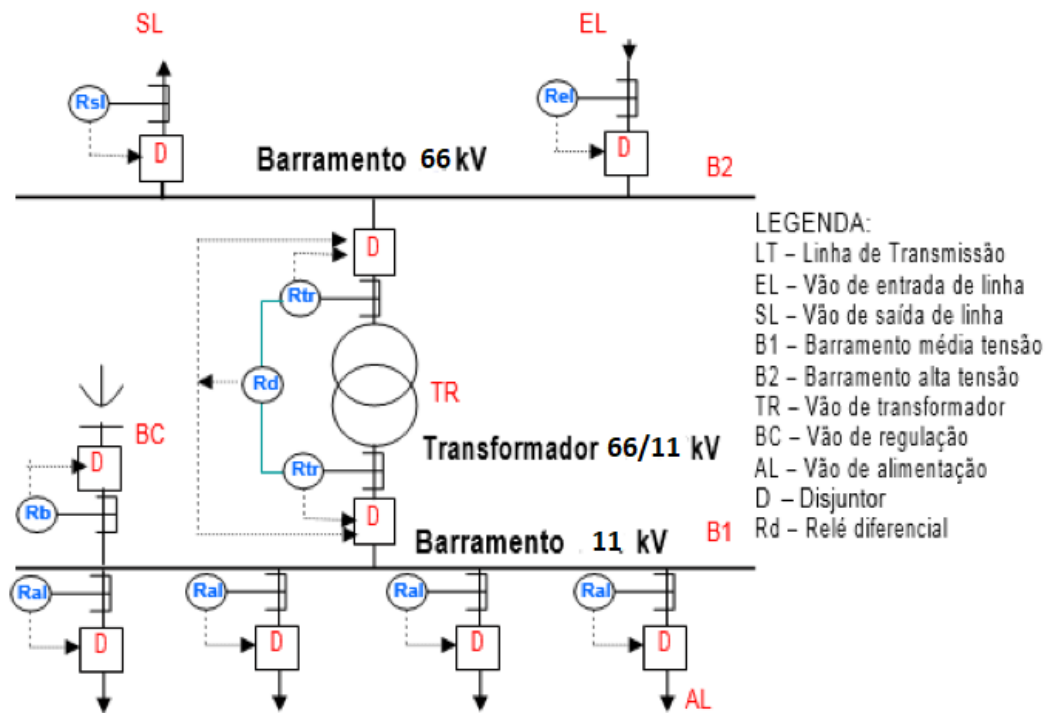 SL
EL
Rsl
Rel
D
D
Barramento 66 kV
B2
D
Rtr
Rd
TR
BC
Transformador 66/11 kV
D
Rtr
Rb
D
Barramento 11 kV
B1
Ral
Ral
Ral
Ral
D
D
D
D
AL
LEGENDA:
LT – Linha de Transmissão
EL – Vão de entrada de linha
SL – Vão de saída de linha
B1 – Barramento média tensão
B2 – Barramento alta tensão
TR – Vão de transformador
BC – Vão de regulação
AL – Vão de alimentação
D – Disjuntor
Rd – Relé diferencial